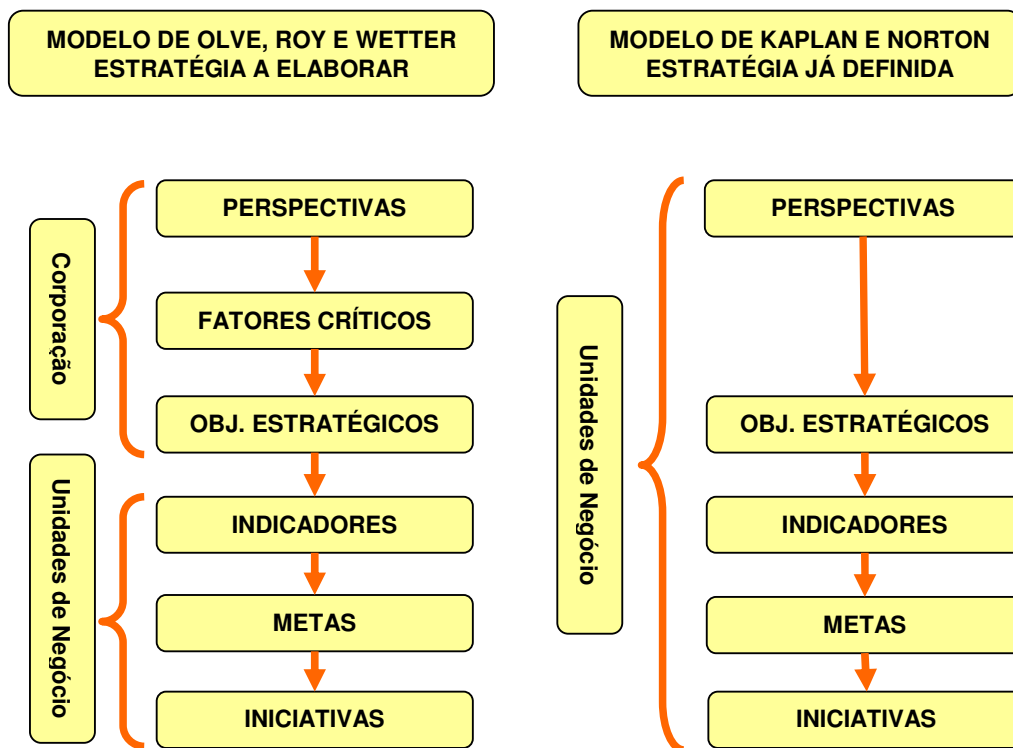 MODELO DE OLVE, ROY E WETTER
ESTRATÉGIA A ELABORAR
Corporação
PERSPECTIVAS
FATORES CRÍTICOS
OBJ. ESTRATÉGICOS
Unidades de Negócio
INDICADORES
METAS
INICIATIVAS
MODELO DE KAPLAN E NORTON
ESTRATÉGIA JÁ DEFINIDA
Unidades de Negócio
PERSPECTIVAS
OBJ. ESTRATÉGICOS
INDICADORES
METAS
INICIATIVAS